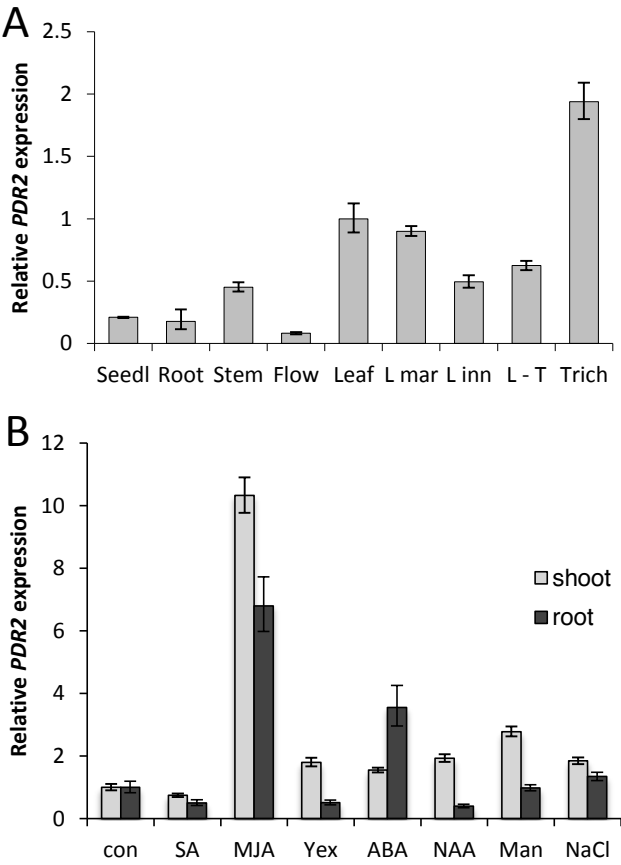 A
Relative PDR2 expression
2.5
2
1.5
1
0.5
0
Seedl Root Stem Flow Leaf L mar L inn L - T Trich
B
Relative PDR2 expression
12
10
8
6
4
2
0
shoot
root
con SA MJA Yex ABA NAA Man NaCl